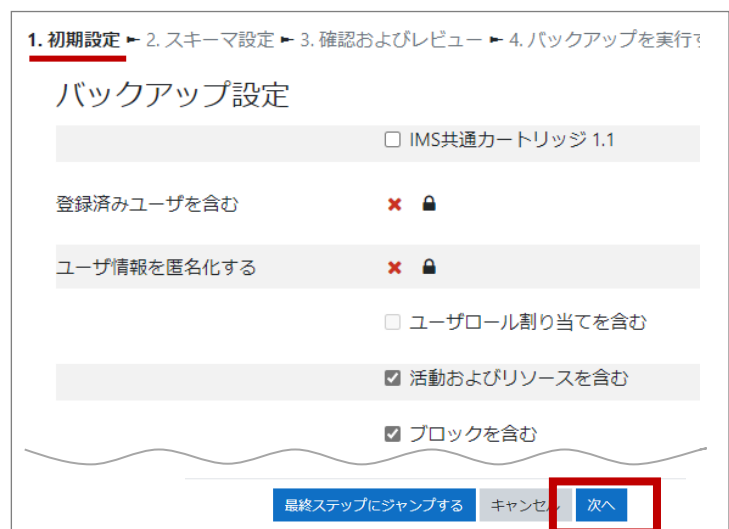 1. 初期設定 ► 2. スキーマ設定 ► 3. 確認およびレビュー ► 4. バックアップを実行
バックアップ設定
IMS共通カートリッジ 1.1
登録済みユーザを含む
ユーザ情報を匿名化する
ユーザロール割り当てを含む
活動およびリソースを含む
ブロックを含む
最終ステップにジャンプする キャンセル 次へ